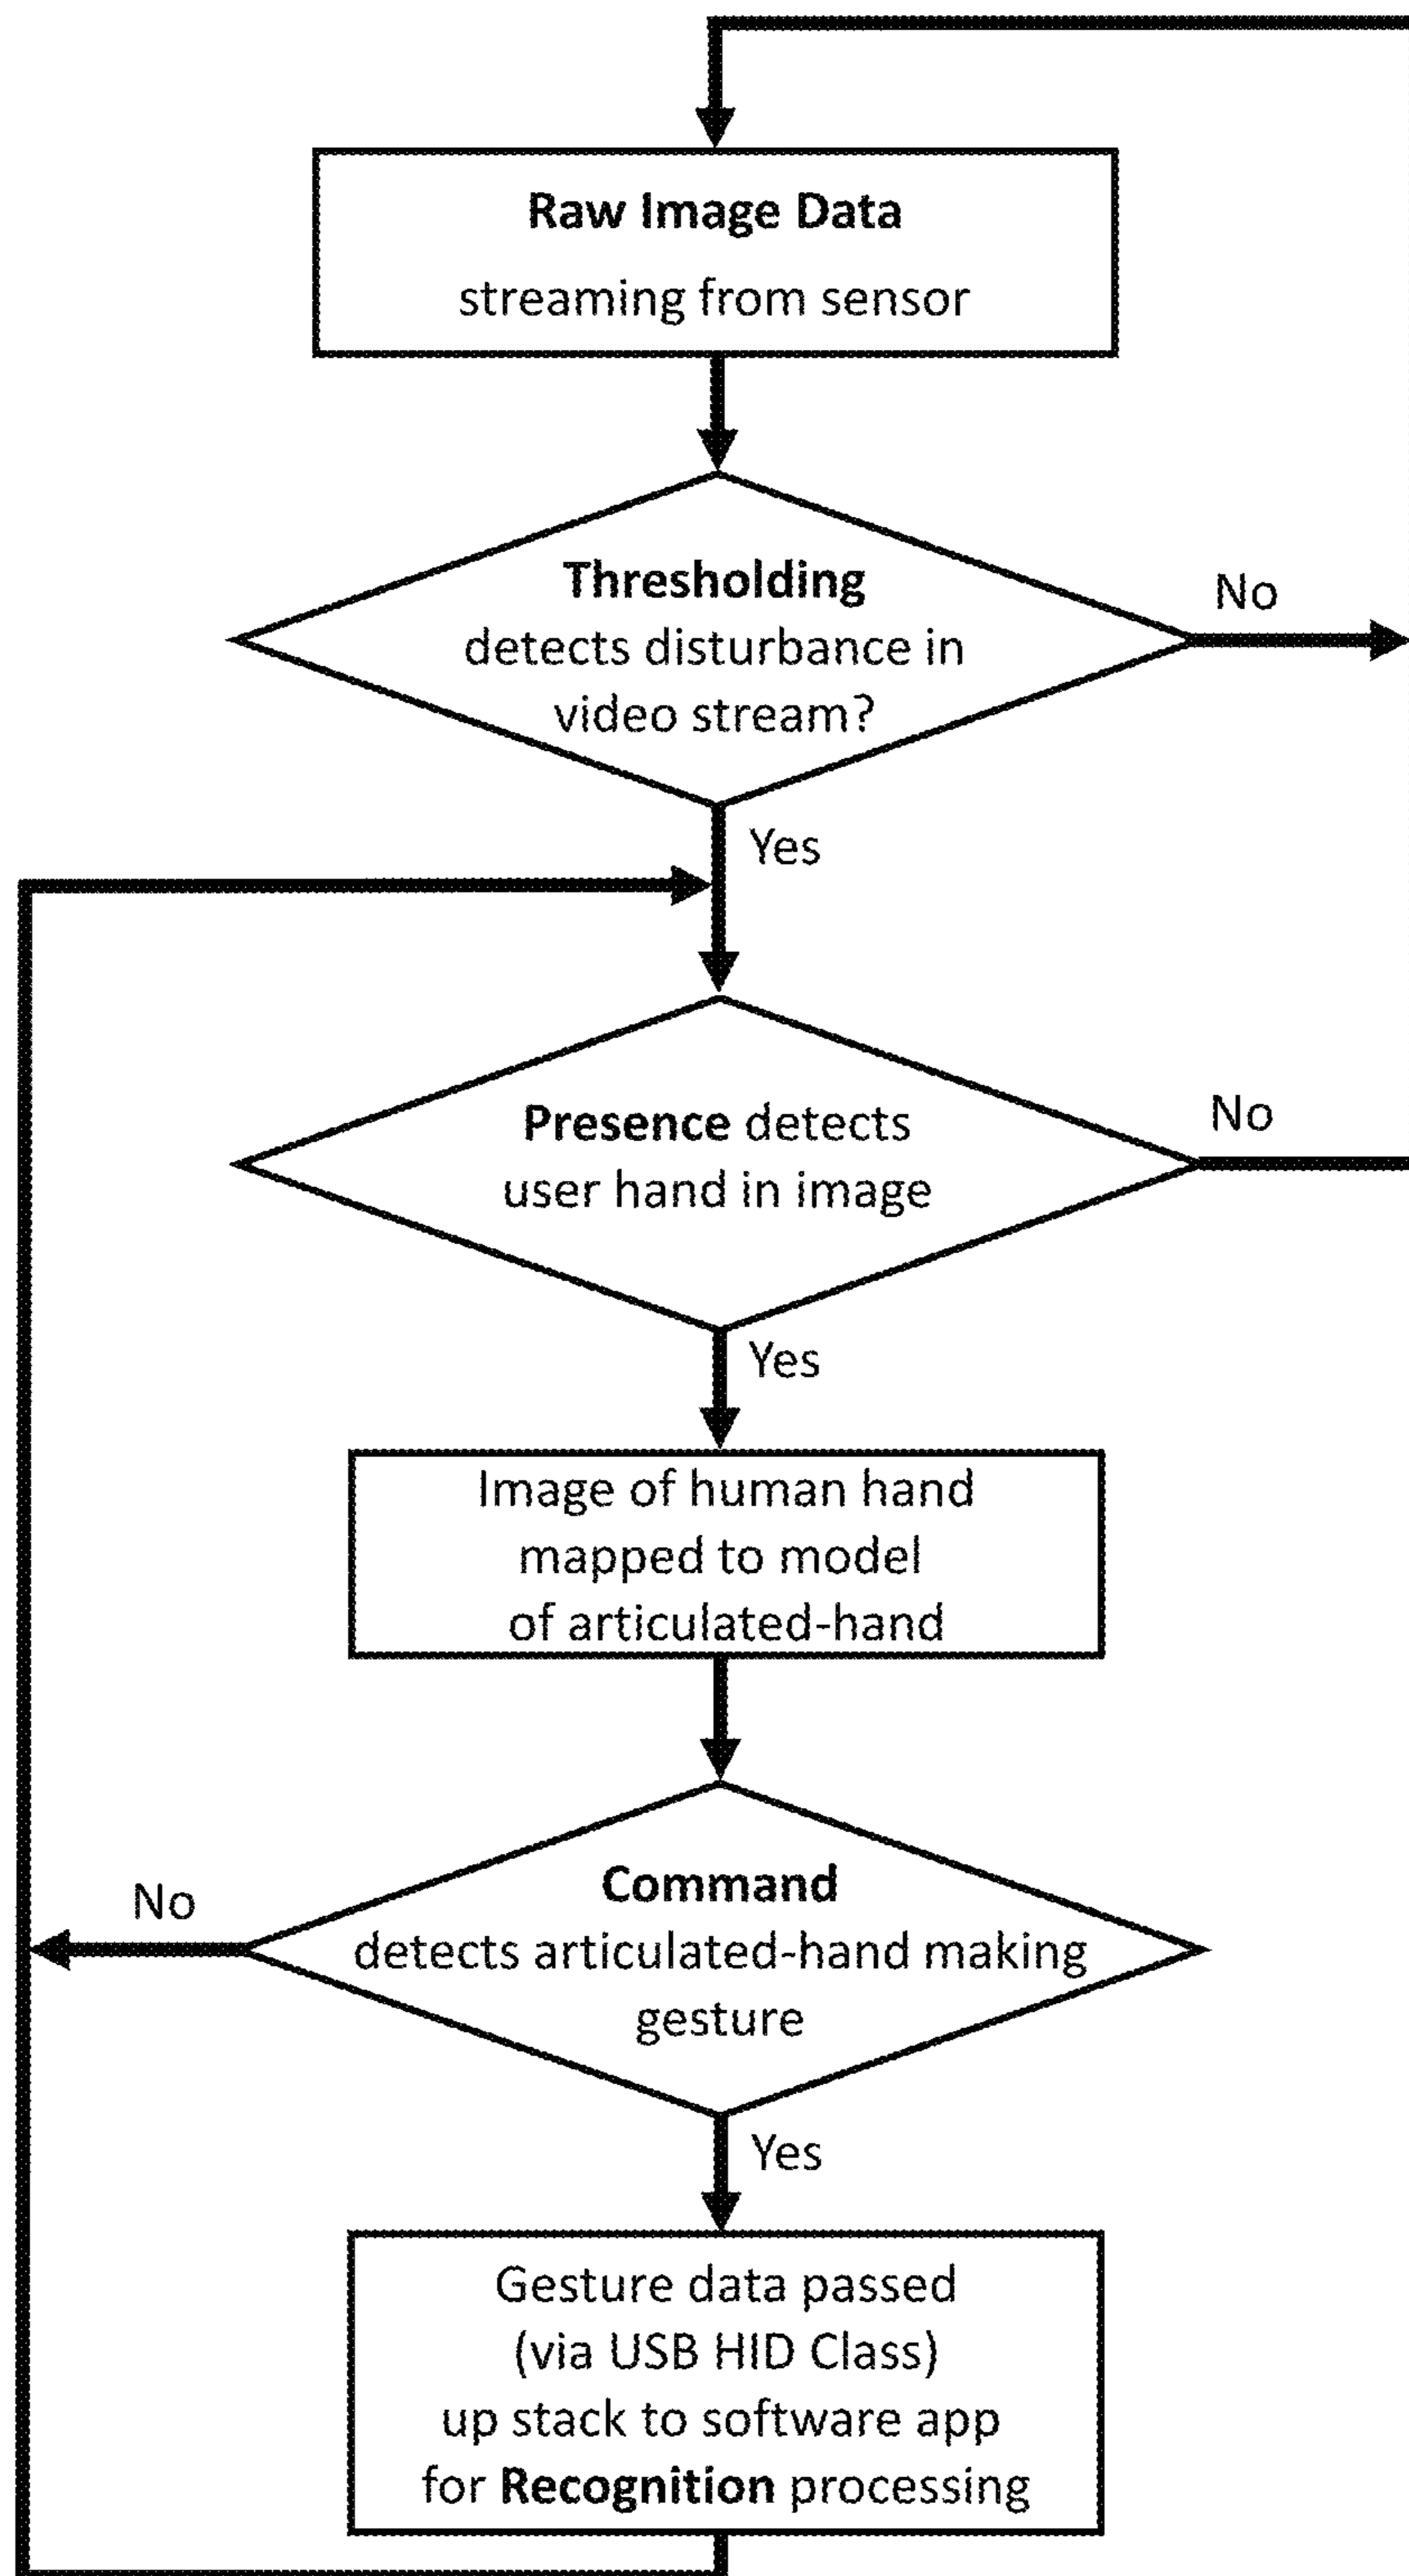 Raw Image Data
streaming from sensor
Thresholding
detects disturbance in
video stream?
No
Yes
Presence detects
user hand in image
No
Yes
Image of human hand
mapped to model
of articulated-hand
Command
detects articulated-hand making
gesture
No
Yes
Gesture data passed
(via USB HID Class)
up stack to software app
for Recognition processing